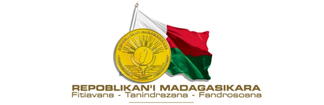 REPOBLIKAN'I MADAGASIKARA
Fitiavana - Tanindrazana - Fandrosoana